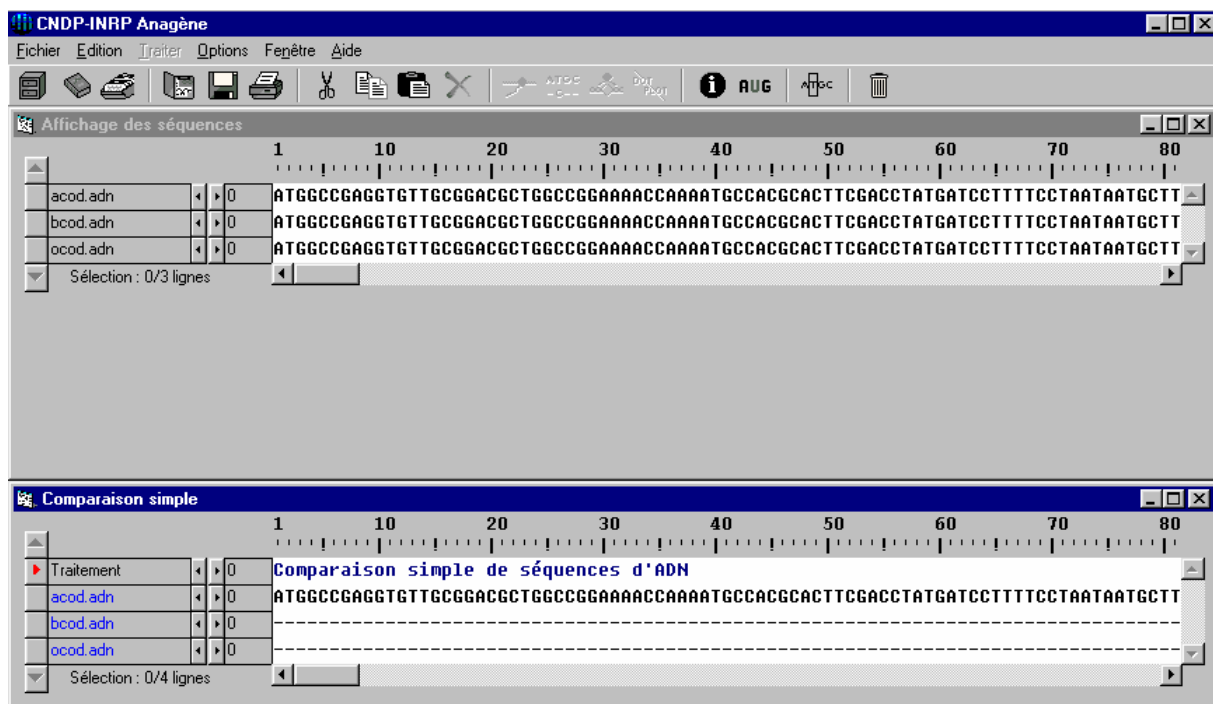 CNDP-INRP Anagène
Fichier Edition Traiter Options Fenêtre Aide
AUG
Affichage des séquences
1 10 20 30 40 50 60 70 80
acod.adn 0 ATGGCCGAGGTGTTGCGGACGCTGGCCGGAAAACCAAAATGCCACGCACTTCGACCTATGATCCTTTTCCTAATAATGCTT
bcod.adn 0 ATGGCCGAGGTGTTGCGGACGCTGGCCGGAAAACCAAAATGCCACGCACTTCGACCTATGATCCTTTTCCTAATAATGCTT
ocod.adn 0 ATGGCCGAGGTGTTGCGGACGCTGGCCGGAAAACCAAAATGCCACGCACTTCGACCTATGATCCTTTTCCTAATAATGCTT
Sélection : 0/3 lignes
Comparaison simple
1 10 20 30 40 50 60 70 80
Traitement 0 Comparaison simple de séquences d'ADN
acod.adn 0 ATGGCCGAGGTGTTGCGGACGCTGGCCGGAAAACCAAAATGCCACGCACTTCGACCTATGATCCTTTTCCTAATAATGCTT
bcod.adn 0 ---------------------------------------------------------------------------------
ocod.adn 0 ---------------------------------------------------------------------------------
Sélection : 0/4 lignes